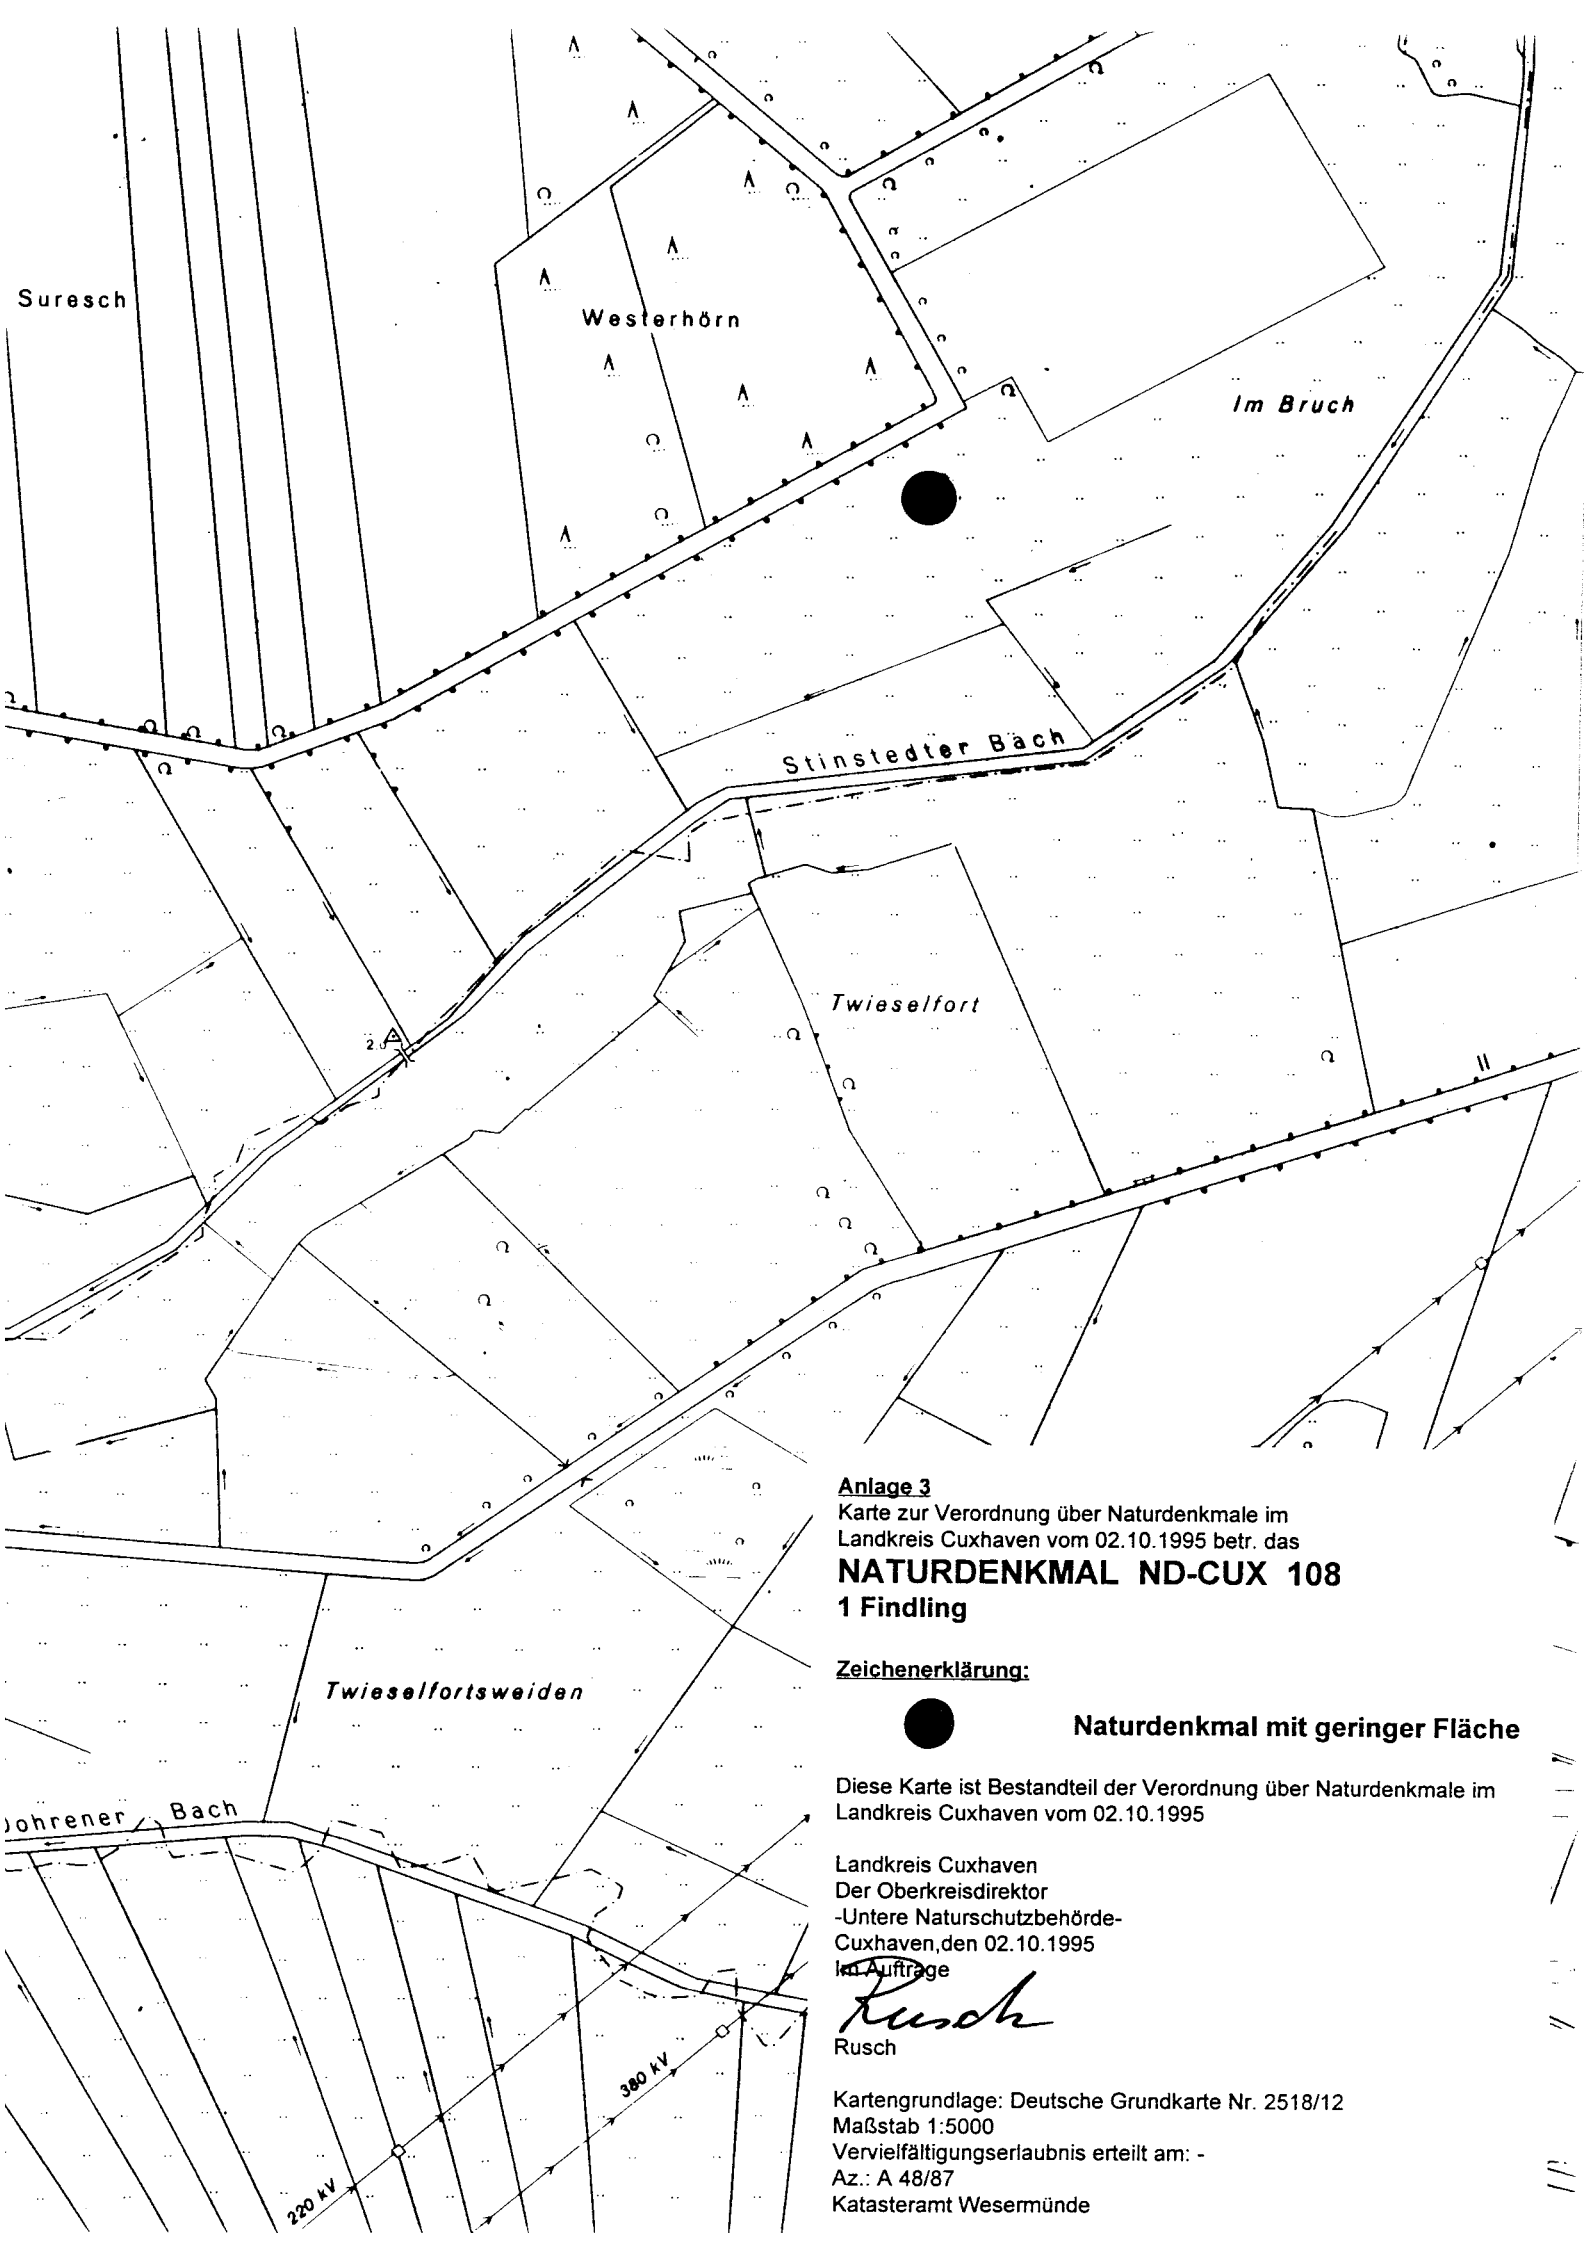 Suresch
Westerhörn
Im Bruch
Stinstedter Bach
Twieselfort
Anlage 3
Karte zur Verordnung über Naturdenkmale im
Landkreis Cuxhaven vom 02.10.1995 betr. das
NATURDENKMAL ND-CUX 108
1 Findling
Zeichenerklärung:
Twieselfortsweiden
Naturdenkmal mit geringer Fläche
Diese Karte ist Bestandteil der Verordnung über Naturdenkmale im
Landkreis Cuxhaven vom 02.10.1995
Bach
Landkreis Cuxhaven
Der Oberkreisdirektor
-Untere Naturschutzbehörde-
Cuxhaven,den 02.10.1995
Im Auftrage
Rusch
Rusch
380 kV
220 kV
Kartengrundlage: Deutsche Grundkarte Nr. 2518/12
Maßstab 1:5000
Vervielfältigungserlaubnis erteilt am: -
Az.: A 48/87
Katasteramt Wesermünde